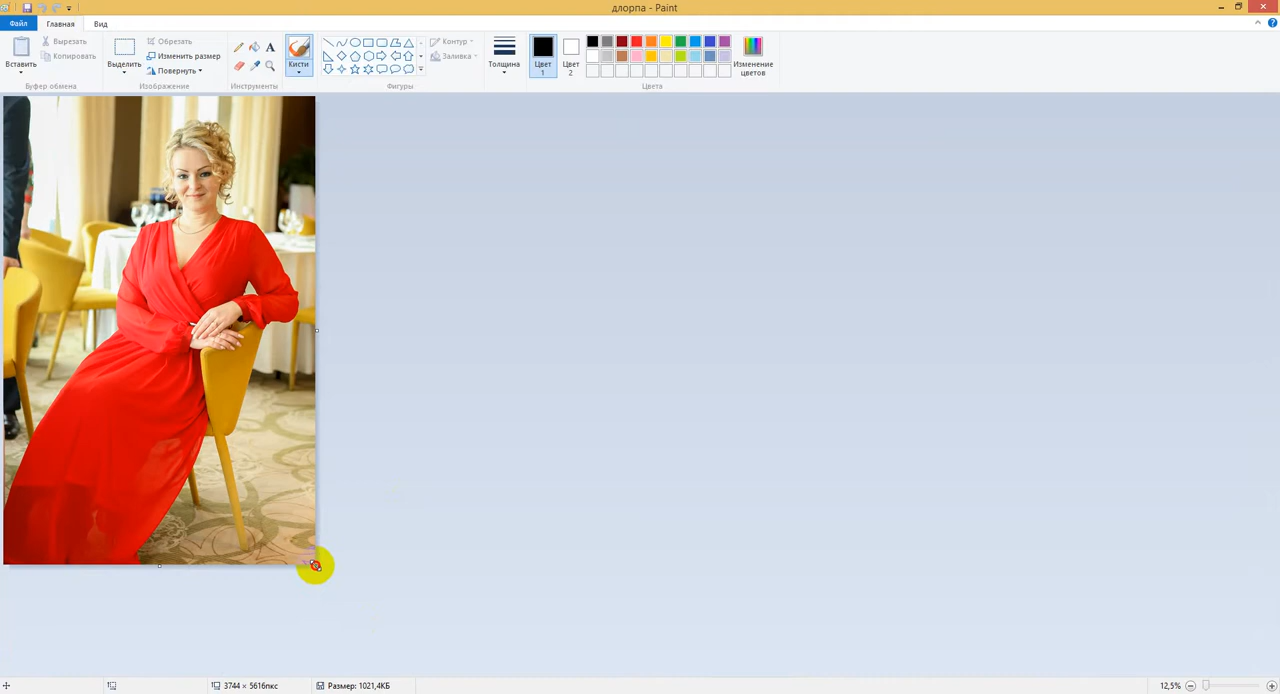 длорпа - Paint
Файл Главная Вид
Вставить
Вырезать
Копировать
Буфер обмена
Выделить
Обрезать
Изменить размер
Повернуть
Изображение
A
Инструменты
Кисти
Контур
Заливка
Фигуры
Толщина
Цвет 1
Цвет 2
Изменение цветов
Цвета
3744 × 5616пкс
Размер: 1021,4КБ
12,5%